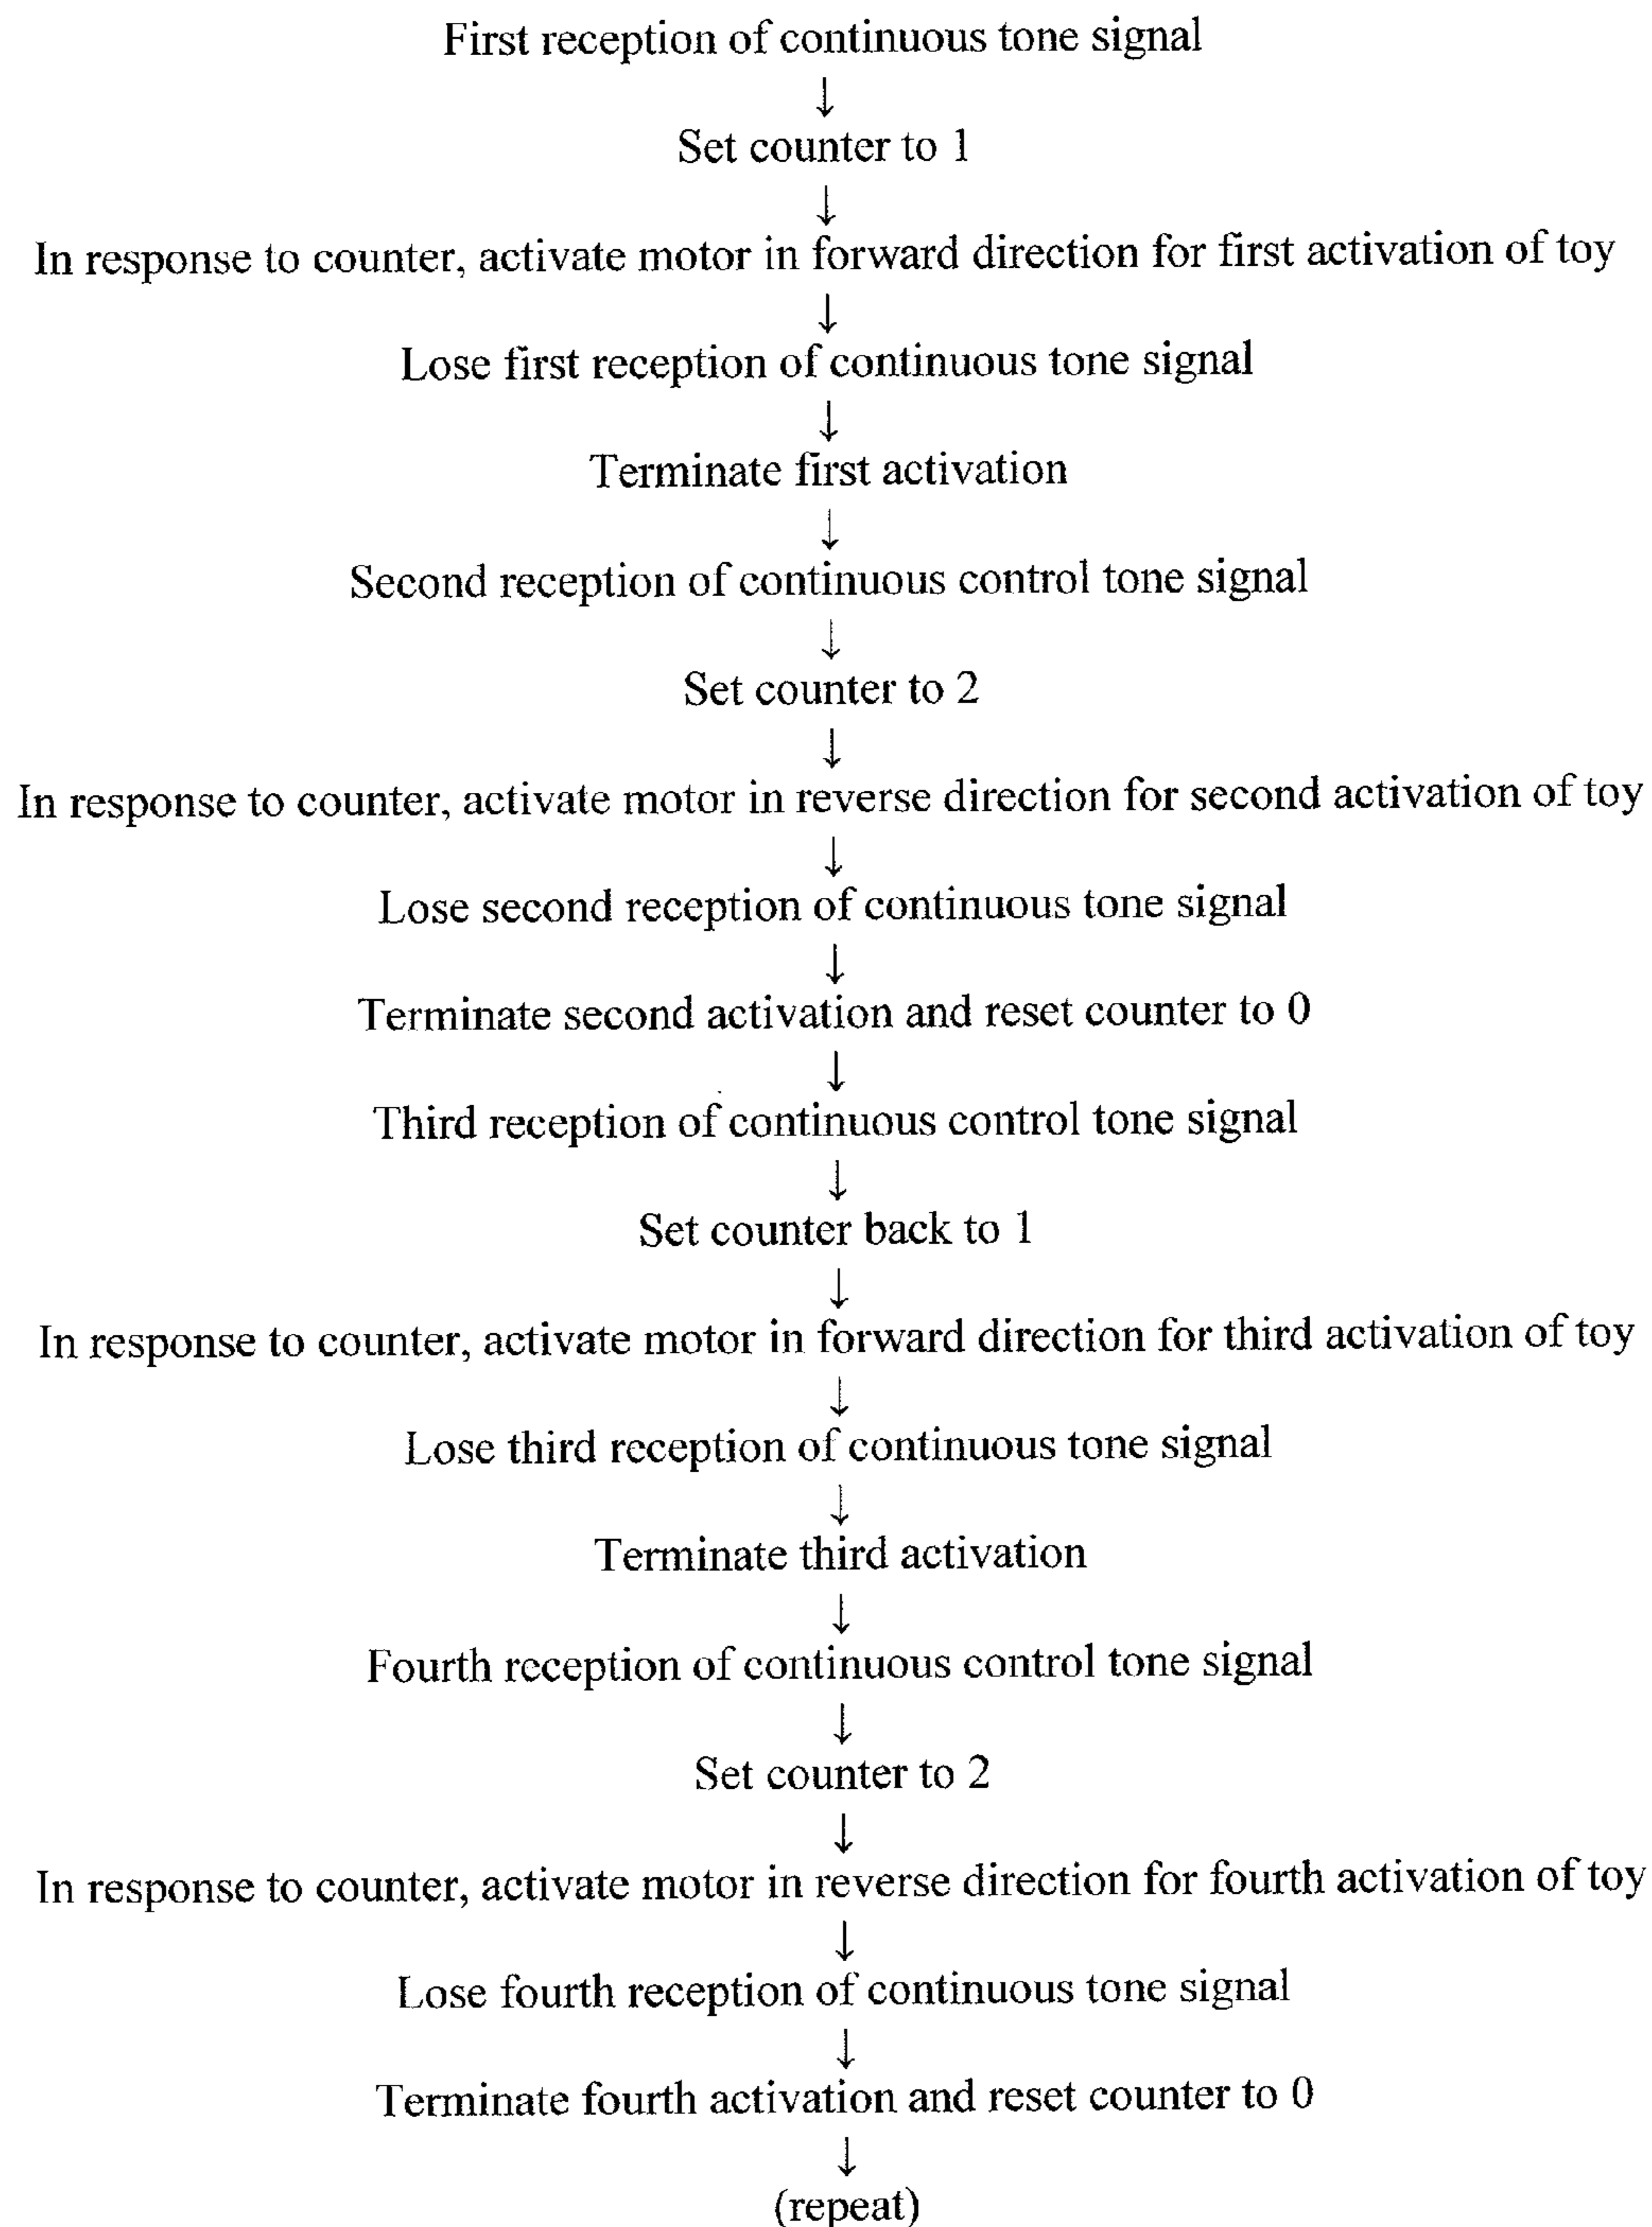 First reception of continuous tone signal
↓
Set counter to 1
↓
In response to counter, activate motor in forward direction for first activation of toy
↓
Lose first reception of continuous tone signal
↓
Terminate first activation
↓
Second reception of continuous control tone signal
↓
Set counter to 2
↓
In response to counter, activate motor in reverse direction for second activation of toy
↓
Lose second reception of continuous tone signal
↓
Terminate second activation and reset counter to 0
↓
Third reception of continuous control tone signal
↓
Set counter back to 1
↓
In response to counter, activate motor in forward direction for third activation of toy
↓
Lose third reception of continuous tone signal
↓
Terminate third activation
↓
Fourth reception of continuous control tone signal
↓
Set counter to 2
↓
In response to counter, activate motor in reverse direction for fourth activation of toy
↓
Lose fourth reception of continuous tone signal
↓
Terminate fourth activation and reset counter to 0
↓
(repeat)